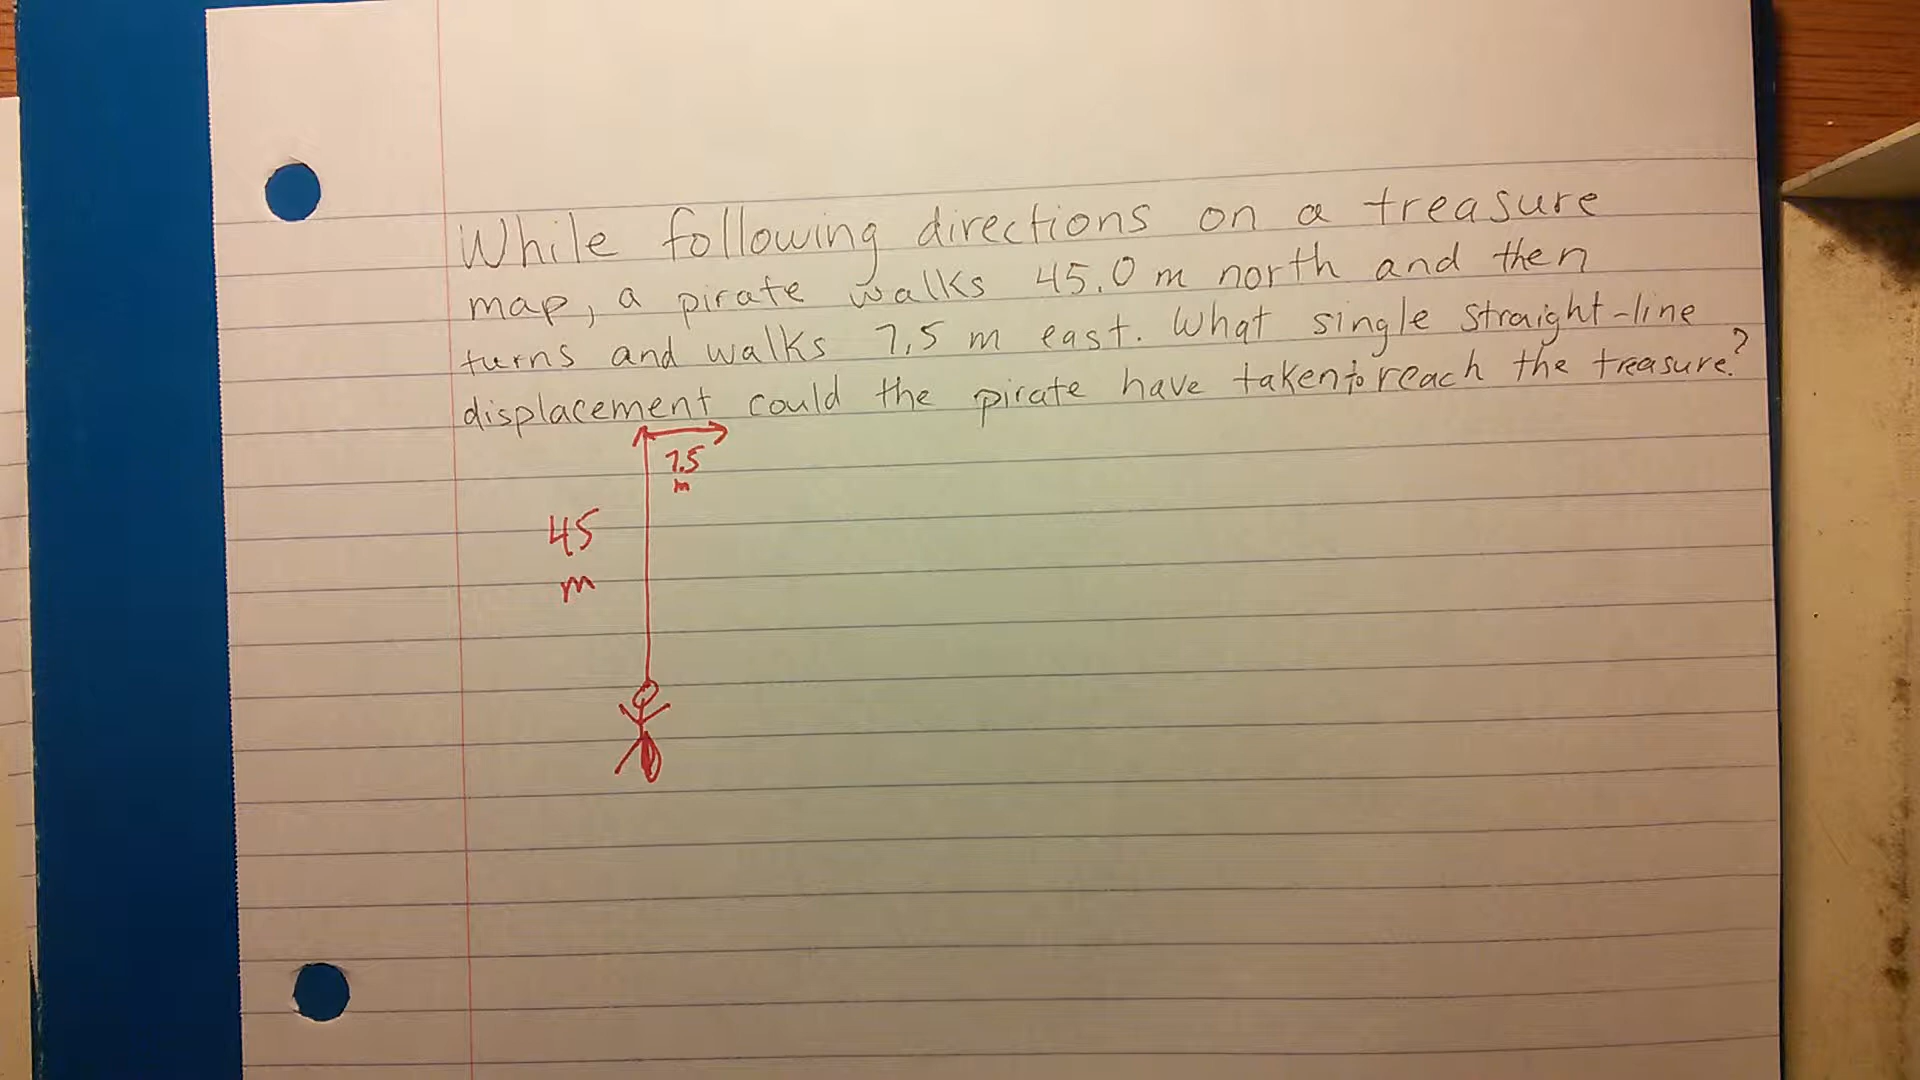 While following directions on a treasure
map, a pirate walks 45.0 m north and then
turns and walks 7.5 m east. What single straight-line
displacement could the pirate have taken to reach the treasure?
7.5
m
45
m